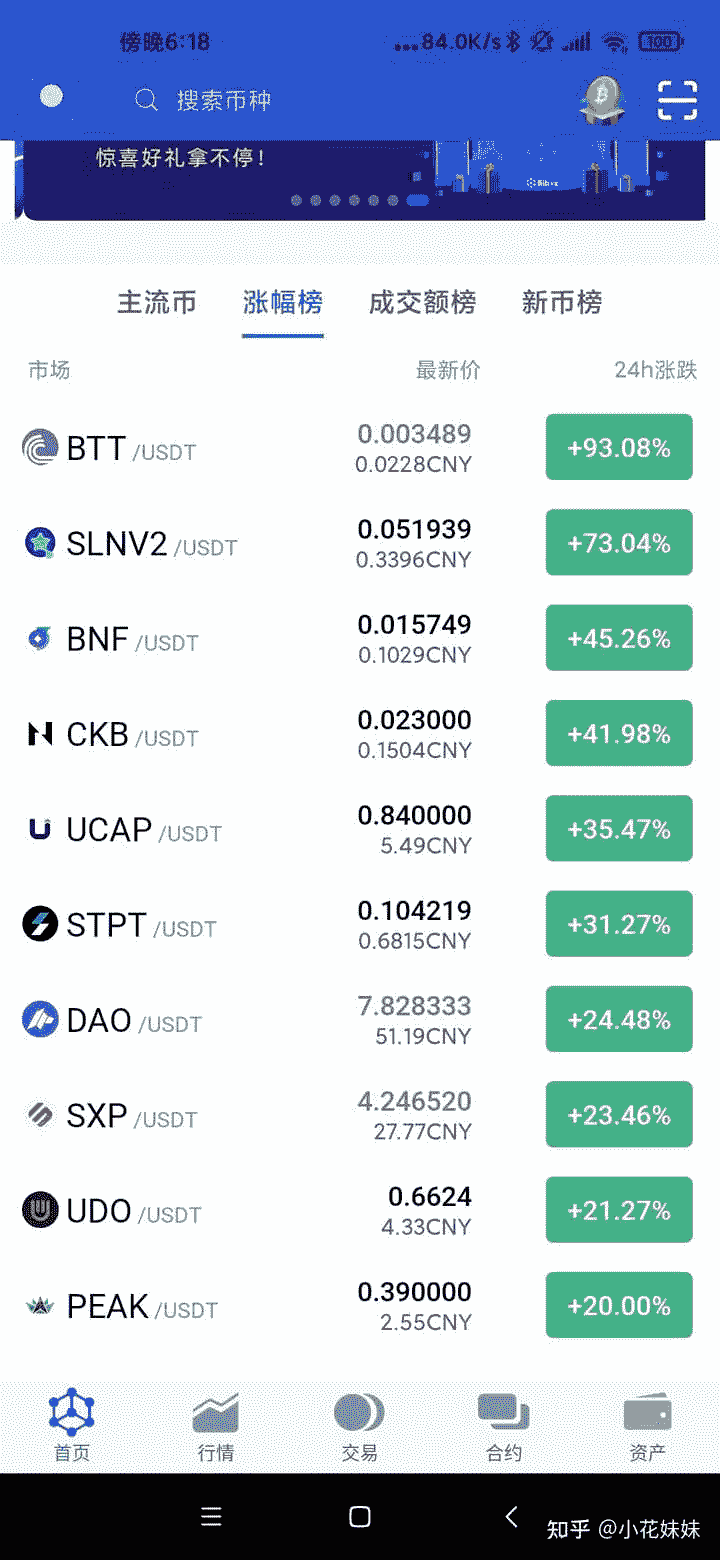 傍晚6:18 ...84.0K/s 100
搜索币种
惊喜好礼拿不停!
主流币 涨幅榜 成交额榜 新币榜
市场 最新价 24h涨跌
BTT /USDT 0.003489 +93.08%
0.0228CNY
SLNV2 /USDT 0.051939 +73.04%
0.3396CNY
BNF /USDT 0.015749 +45.26%
0.1029CNY
CKB /USDT 0.023000 +41.98%
0.1504CNY
UCAP /USDT 0.840000 +35.47%
5.49CNY
STPT /USDT 0.104219 +31.27%
0.6815CNY
DAO /USDT 7.828333 +24.48%
51.19CNY
SXP /USDT 4.246520 +23.46%
27.77CNY
UDO /USDT 0.6624 +21.27%
4.33CNY
PEAK /USDT 0.390000 +20.00%
2.55CNY
首页 行情 交易 合约 资产
知乎 @小花妹妹